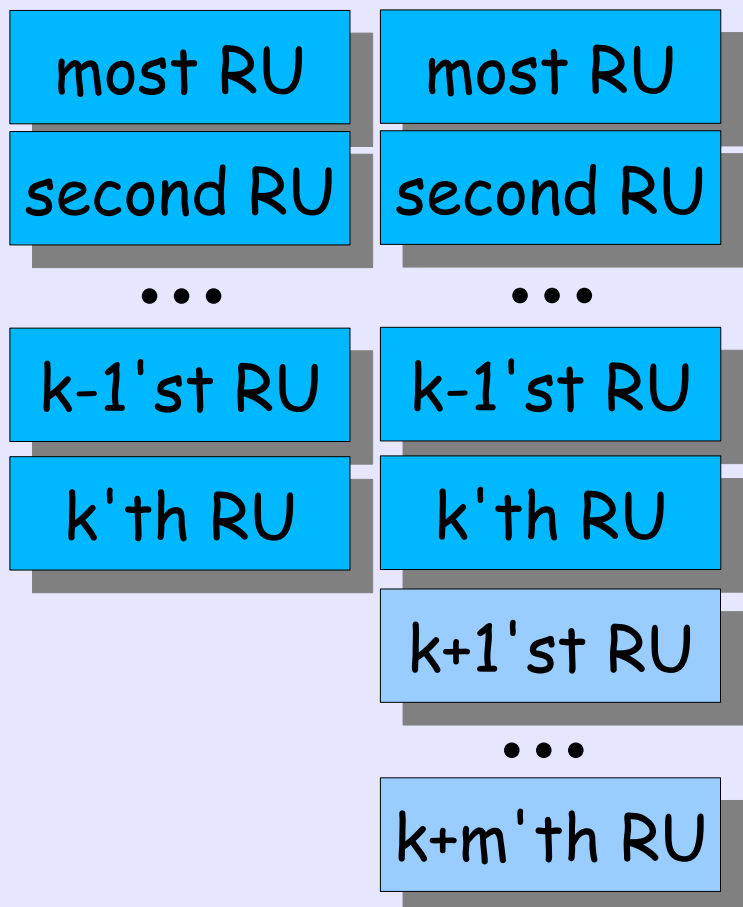 most RU
second RU
...
k-1'st RU
k'th RU
most RU
second RU
...
k-1'st RU
k'th RU
k+1'st RU
...
k+m'th RU